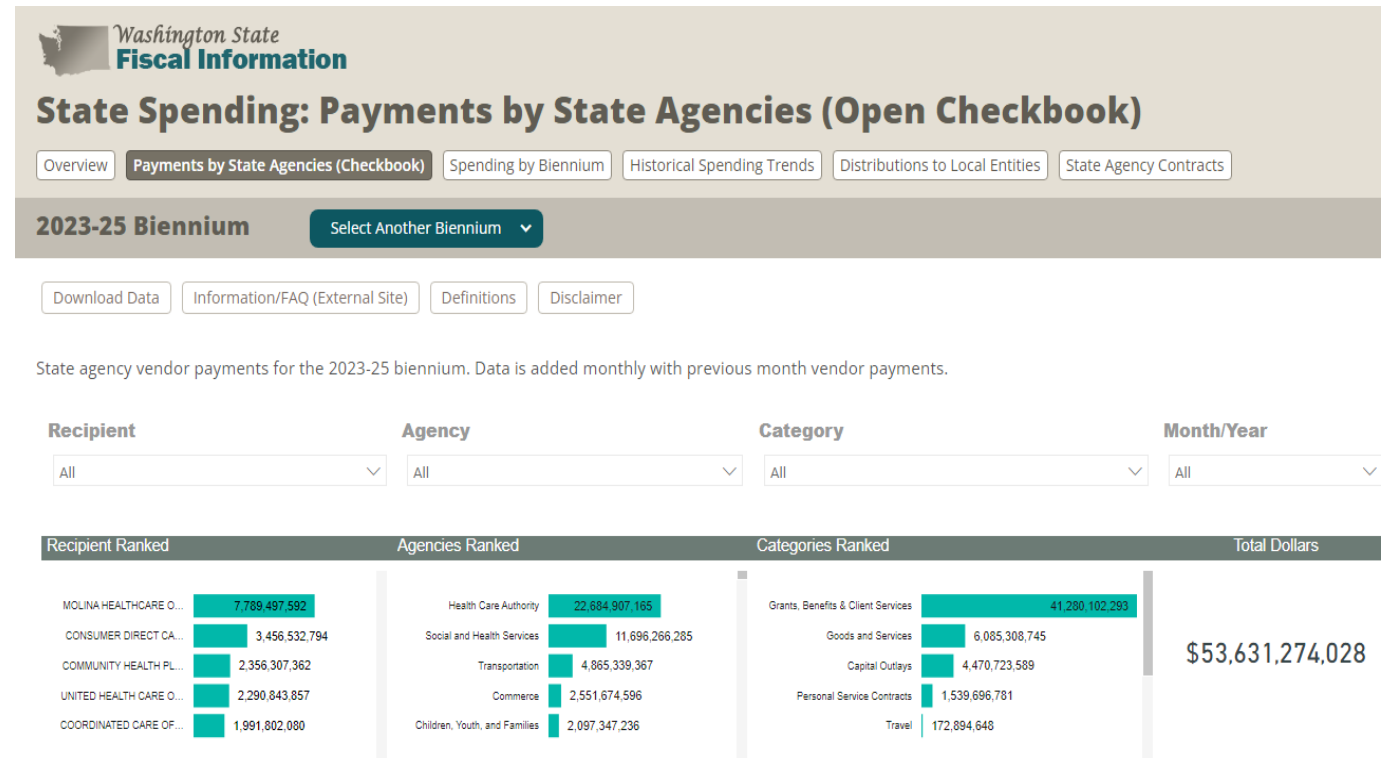 Washington State
Fiscal Information
State Spending: Payments by State Agencies (Open Checkbook)
Overview Payments by State Agencies (Checkbook) Spending by Biennium Historical Spending Trends Distributions to Local Entities State Agency Contracts
2023-25 Biennium Select Another Biennium
Download Data Information/FAQ (External Site) Definitions Disclaimer
State agency vendor payments for the 2023-25 biennium. Data is added monthly with previous month vendor payments.
Recipient Agency Category Month/Year
All All All All
Recipient Ranked Agencies Ranked Categories Ranked Total Dollars
MOLINA HEALTHCARE O... 7,789,497,592 Health Care Authority 22,684,907,165 Grants, Benefits & Client Services 41,280,102,293
CONSUMER DIRECT CA... 3,456,532,794 Social and Health Services 11,696,266,285 Goods and Services 6,085,308,745
$53,631,274,028
COMMUNITY HEALTH PL... 2,356,307,362 Transportation 4,865,339,367 Capital Outlays 4,470,723,589
UNITED HEALTH CARE O... 2,290,843,857 Commerce 2,551,674,596 Personal Service Contracts 1,539,696,781
COORDINATED CARE OF... 1,991,802,080 Children, Youth, and Families 2,097,347,236 Travel 172,894,648